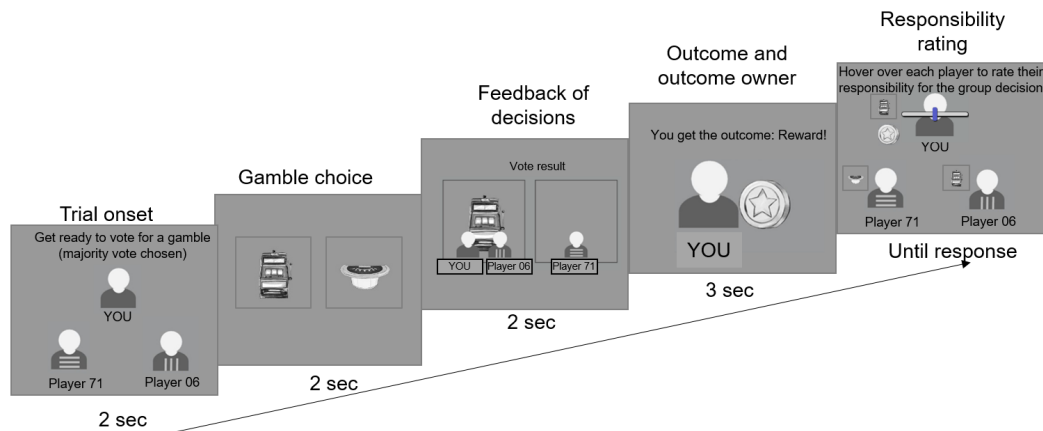 Trial onset
Get ready to vote for a gamble
(majority vote chosen)
YOU
Player 71 Player 06
2 sec
Gamble choice
2 sec
Feedback of
decisions
Vote result
YOU Player 06 Player 71
2 sec
Outcome and
outcome owner
You get the outcome: Reward!
YOU
3 sec
Responsibility
rating
Hover over each player to rate their
responsibility for the group decision
YOU
Player 71 Player 06
Until response